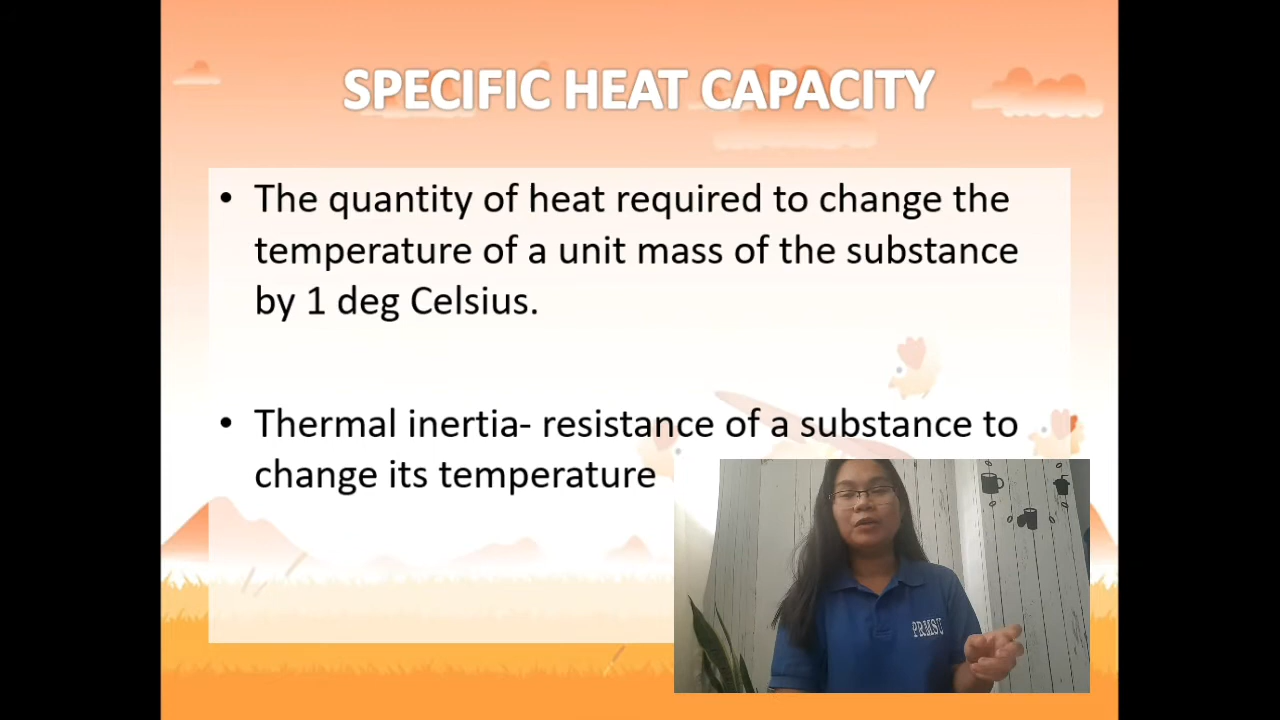 SPECIFIC HEAT CAPACITY
• The quantity of heat required to change the
temperature of a unit mass of the substance
by 1 deg Celsius.
• Thermal inertia- resistance of a substance to
change its temperature
PRMSU